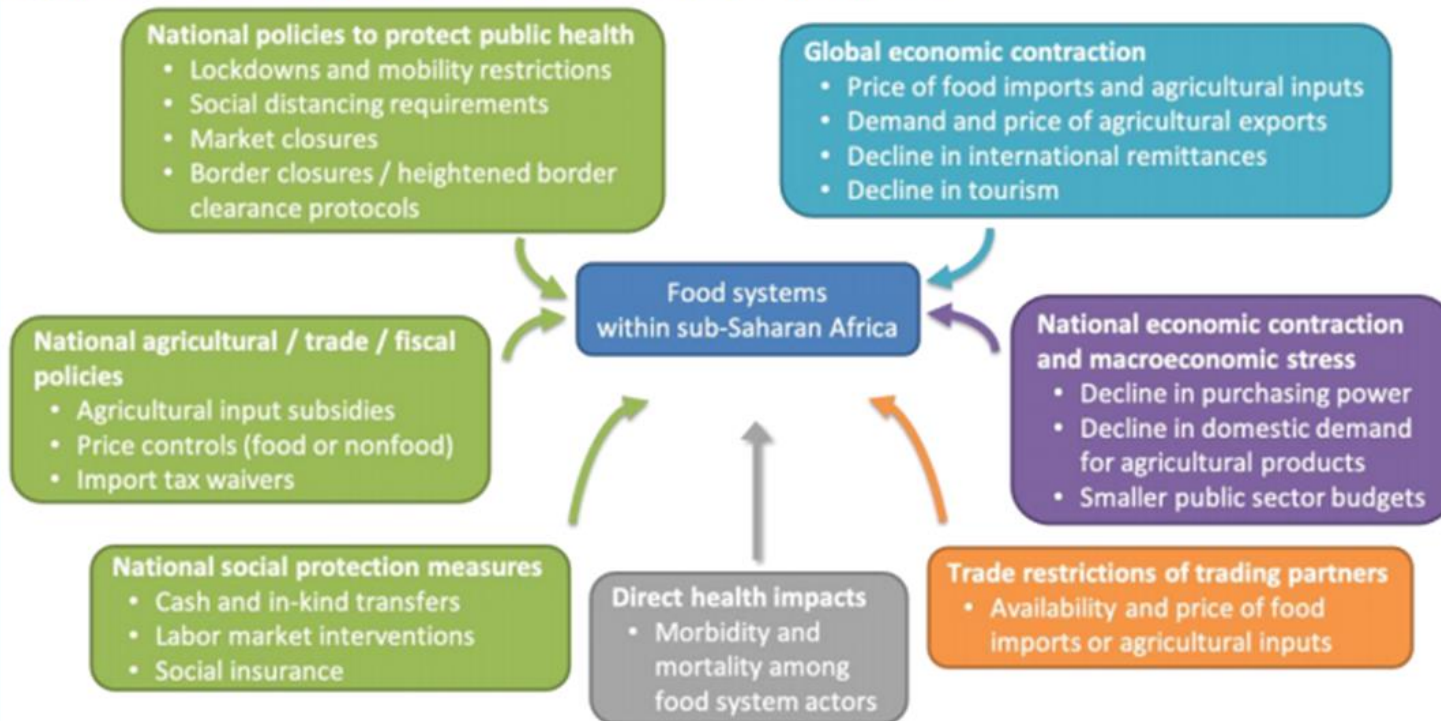 National policies to protect public health
• Lockdowns and mobility restrictions
• Social distancing requirements
• Market closures
• Border closures / heightened border
clearance protocols
Global economic contraction
• Price of food imports and agricultural inputs
• Demand and price of agricultural exports
• Decline in international remittances
• Decline in tourism
Food systems
within sub-Saharan Africa
National agricultural / trade / fiscal
policies
• Agricultural input subsidies
• Price controls (food or nonfood)
• Import tax waivers
National economic contraction
and macroeconomic stress
• Decline in purchasing power
• Decline in domestic demand
for agricultural products
• Smaller public sector budgets
National social protection measures
• Cash and in-kind transfers
• Labor market interventions
• Social insurance
Direct health impacts
• Morbidity and
mortality among
food system actors
Trade restrictions of trading partners
• Availability and price of food
imports or agricultural inputs